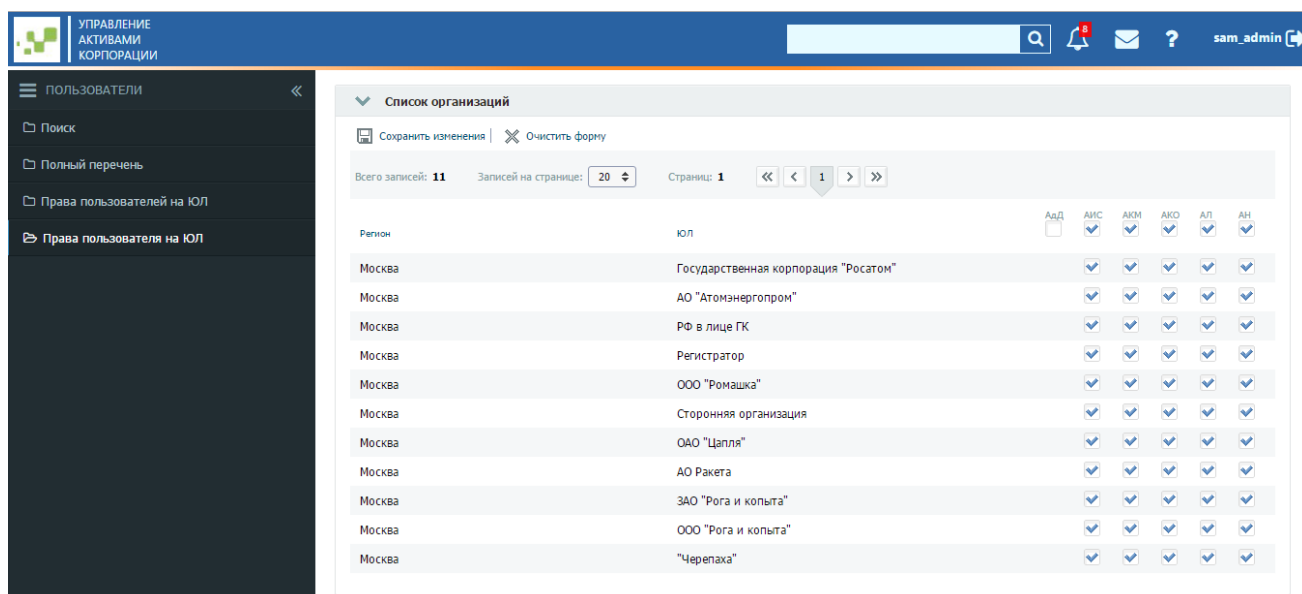 УПРАВЛЕНИЕ
АКТИВАМИ
КОРПОРАЦИИ
8
?
sam_admin
ПОЛЬЗОВАТЕЛИ
Поиск
Полный перечень
Права пользователей на ЮЛ
Права пользователя на ЮЛ
Список организаций
Сохранить изменения | Очистить форму
Всего записей: 11 Записей на странице: 20 Страниц: 1 « < 1 > »
Регион ЮЛ АдД АИС АКМ АКО АЛ АН
Москва Государственная корпорация "Росатом"
Москва АО "Атомэнергопром"
Москва РФ в лице ГК
Москва Регистратор
Москва ООО "Ромашка"
Москва Сторонняя организация
Москва ОАО "Цапля"
Москва АО Ракета
Москва ЗАО "Рога и копыта"
Москва ООО "Рога и копыта"
Москва "Черепаха"